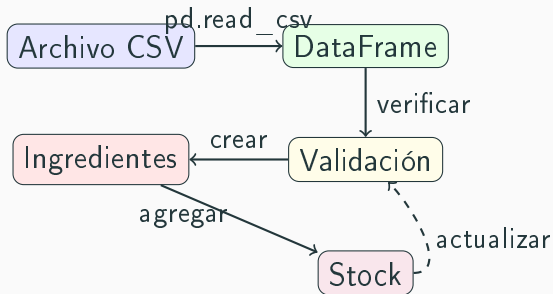 pd.read_csv
Archivo CSV
DataFrame
verificar
crear
Ingredientes
Validación
agregar
actualizar
Stock